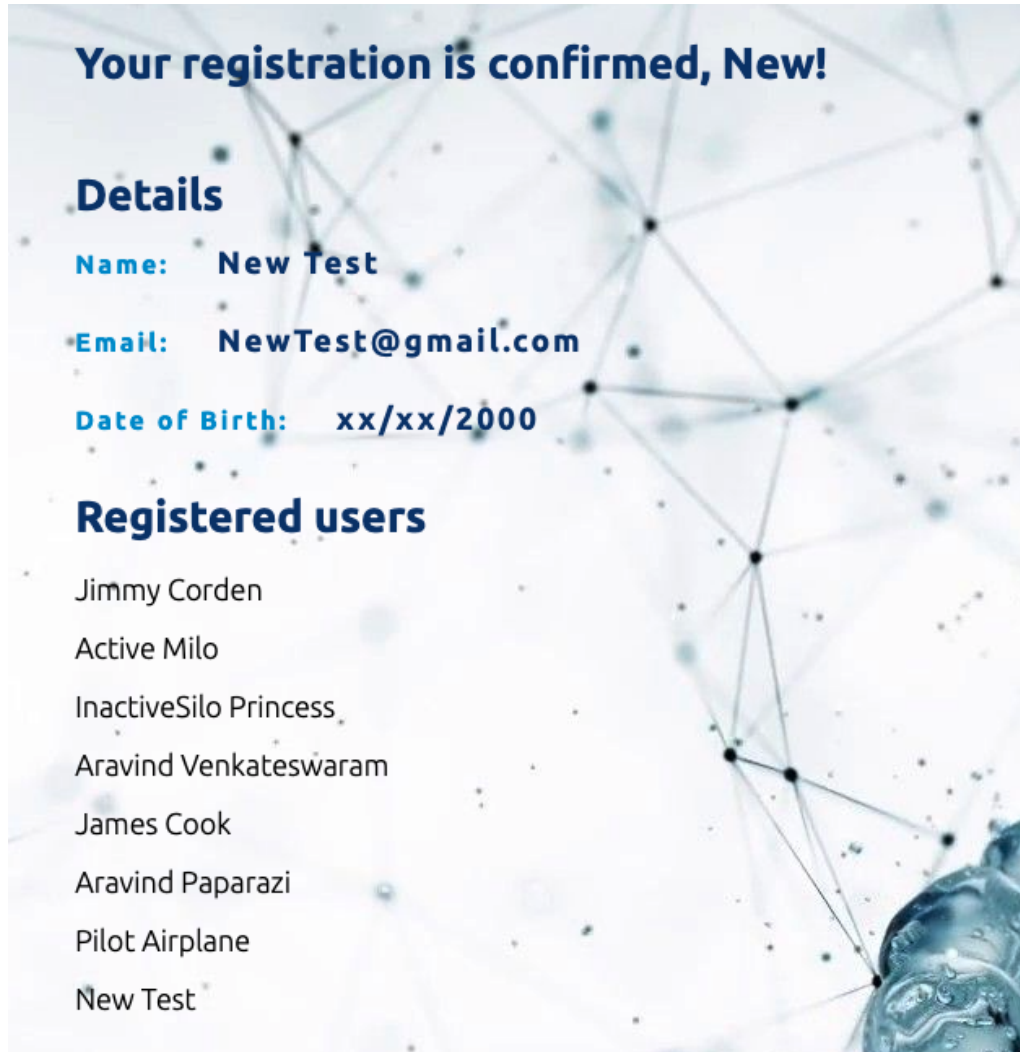 Your registration is confirmed, New!
Details
Name: New Test
Email: NewTest@gmail.com
Date of Birth: xx/xx/2000
Registered users
Jimmy Corden
Active Milo
InactiveSilo Princess
Aravind Venkateswaram
James Cook
Aravind Paparazi
Pilot Airplane
New Test